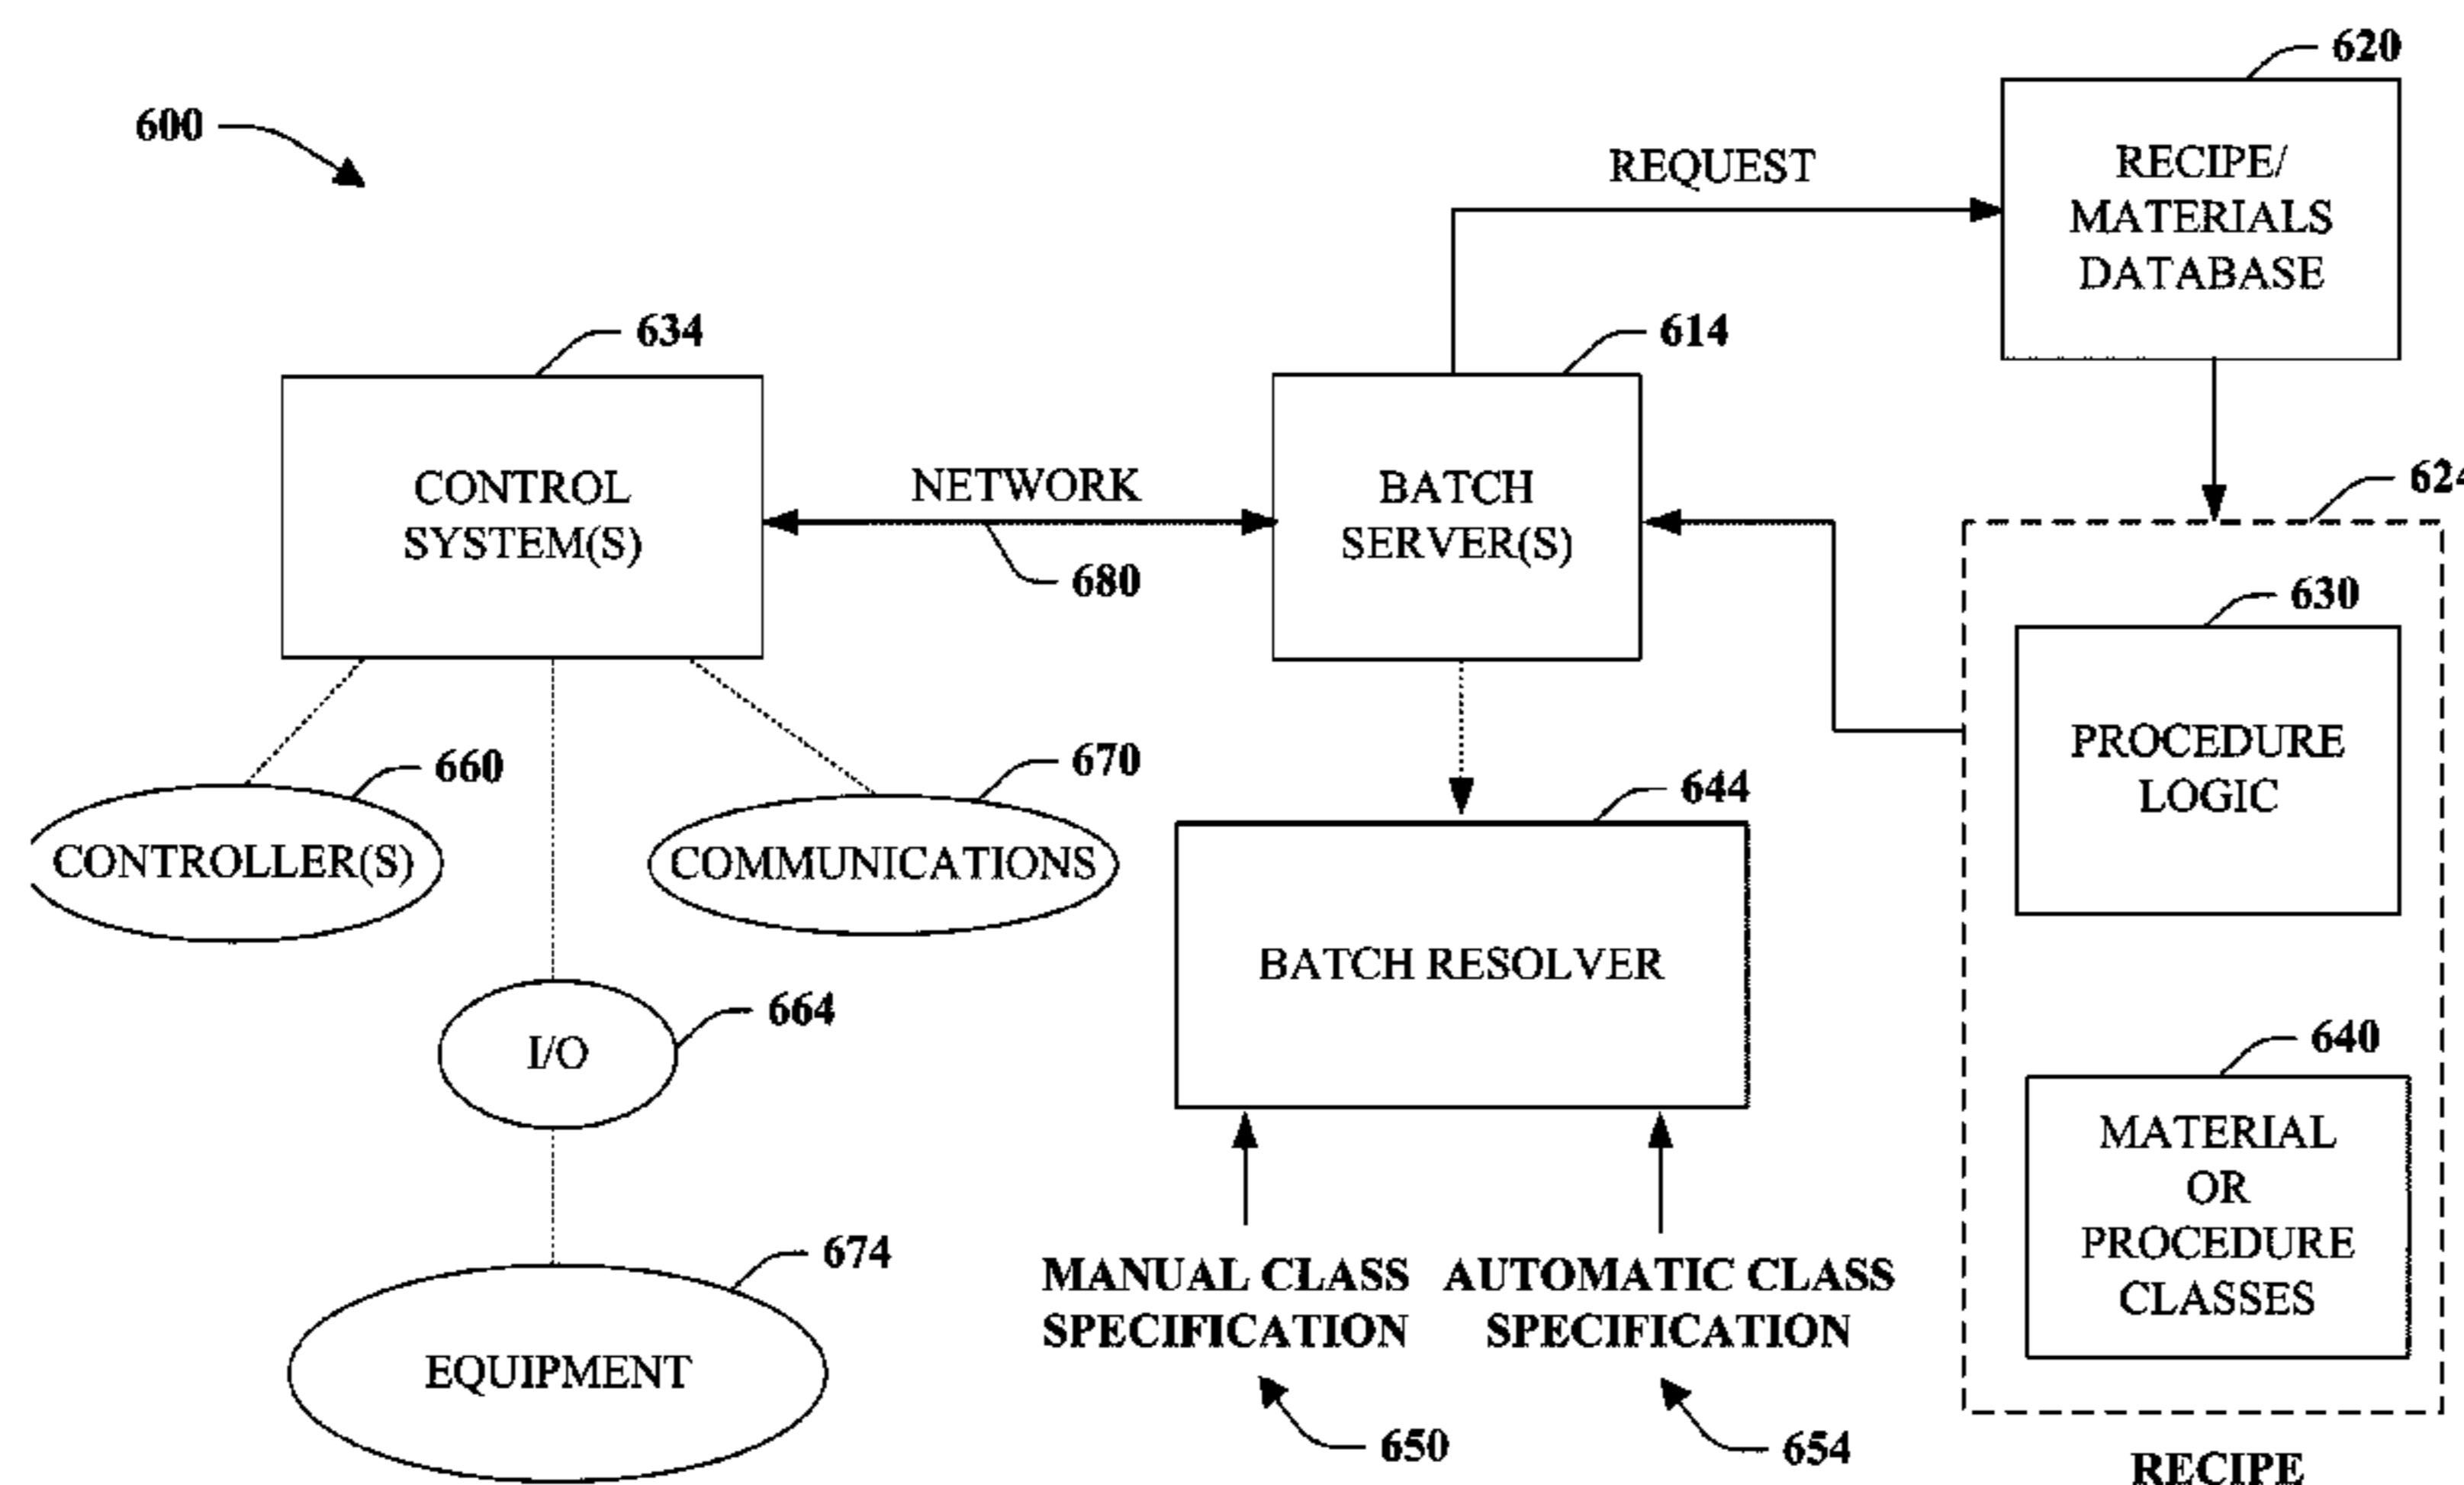 620
600
REQUEST
RECIPE/
MATERIALS
DATABASE
634
614
624
CONTROL
SYSTEM(S)
NETWORK
680
BATCH
SERVER(S)
630
PROCEDURE
LOGIC
660
670
644
CONTROLLER(S)
COMMUNICATIONS
BATCH RESOLVER
664
I/O
640
MATERIAL
OR
PROCEDURE
CLASSES
674
EQUIPMENT
MANUAL CLASS
SPECIFICATION
AUTOMATIC CLASS
SPECIFICATION
650
654
RECIPE